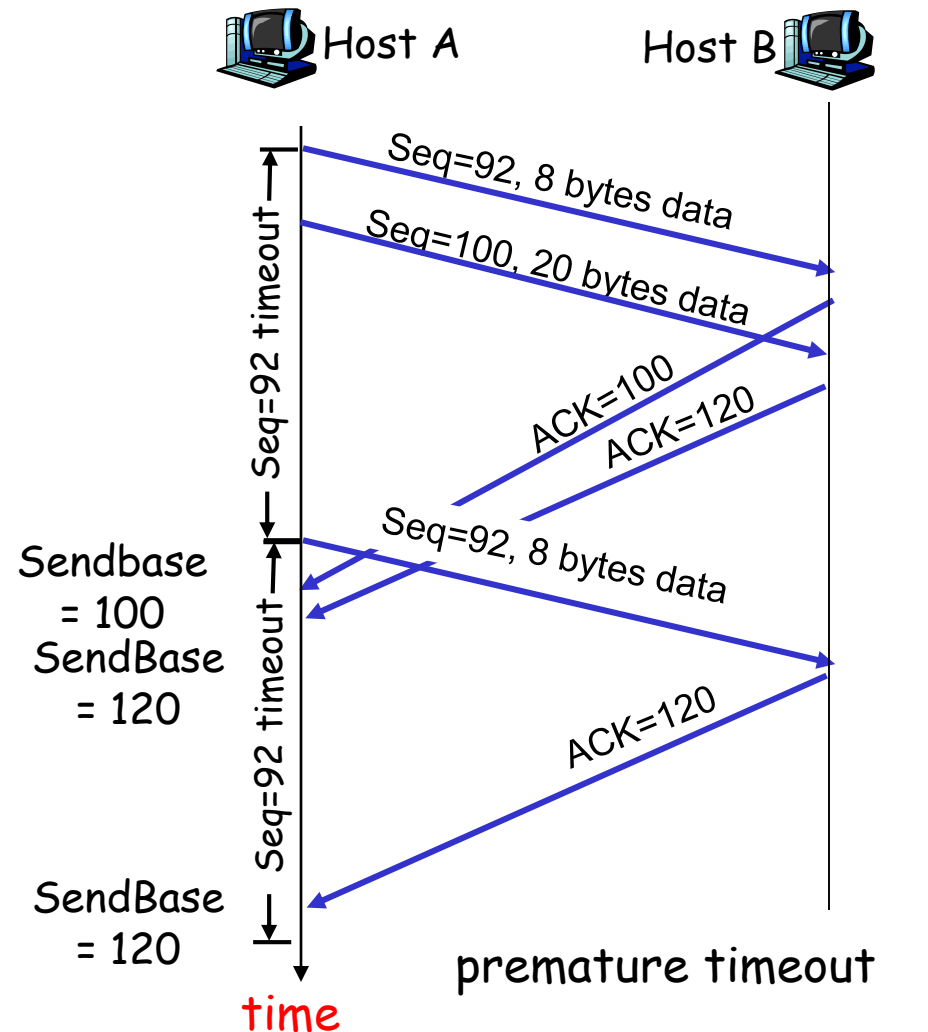 Host A
Host B
Seq=92, 8 bytes data
Seq=100, 20 bytes data
Seq=92 timeout
ACK=100
ACK=120
Seq=92, 8 bytes data
Sendbase
= 100
SendBase
= 120
Seq=92 timeout
ACK=120
SendBase
= 120
premature timeout
time